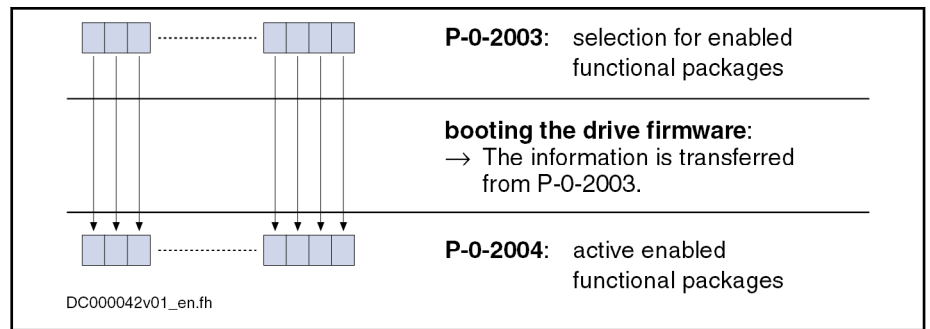 P-0-2003: selection for enabled
functional packages
booting the drive firmware:
→ The information is transferred
from P-0-2003.
P-0-2004: active enabled
functional packages
DC000042v01_en.fh